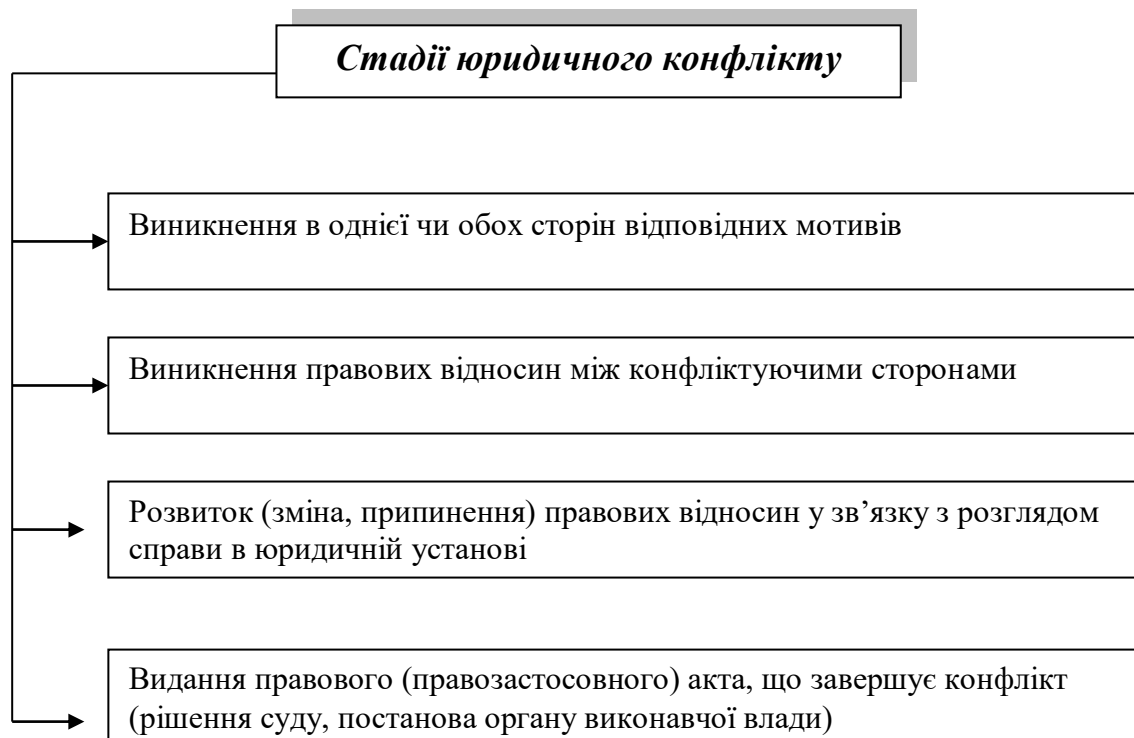 Стадії юридичного конфлікту
Виникнення в однієї чи обох сторін відповідних мотивів
Виникнення правових відносин між конфліктуючими сторонами
Розвиток (зміна, припинення) правових відносин у зв’язку з розглядом
справи в юридичній установі
Видання правового (правозастосовного) акта, що завершує конфлікт
(рішення суду, постанова органу виконавчої влади)